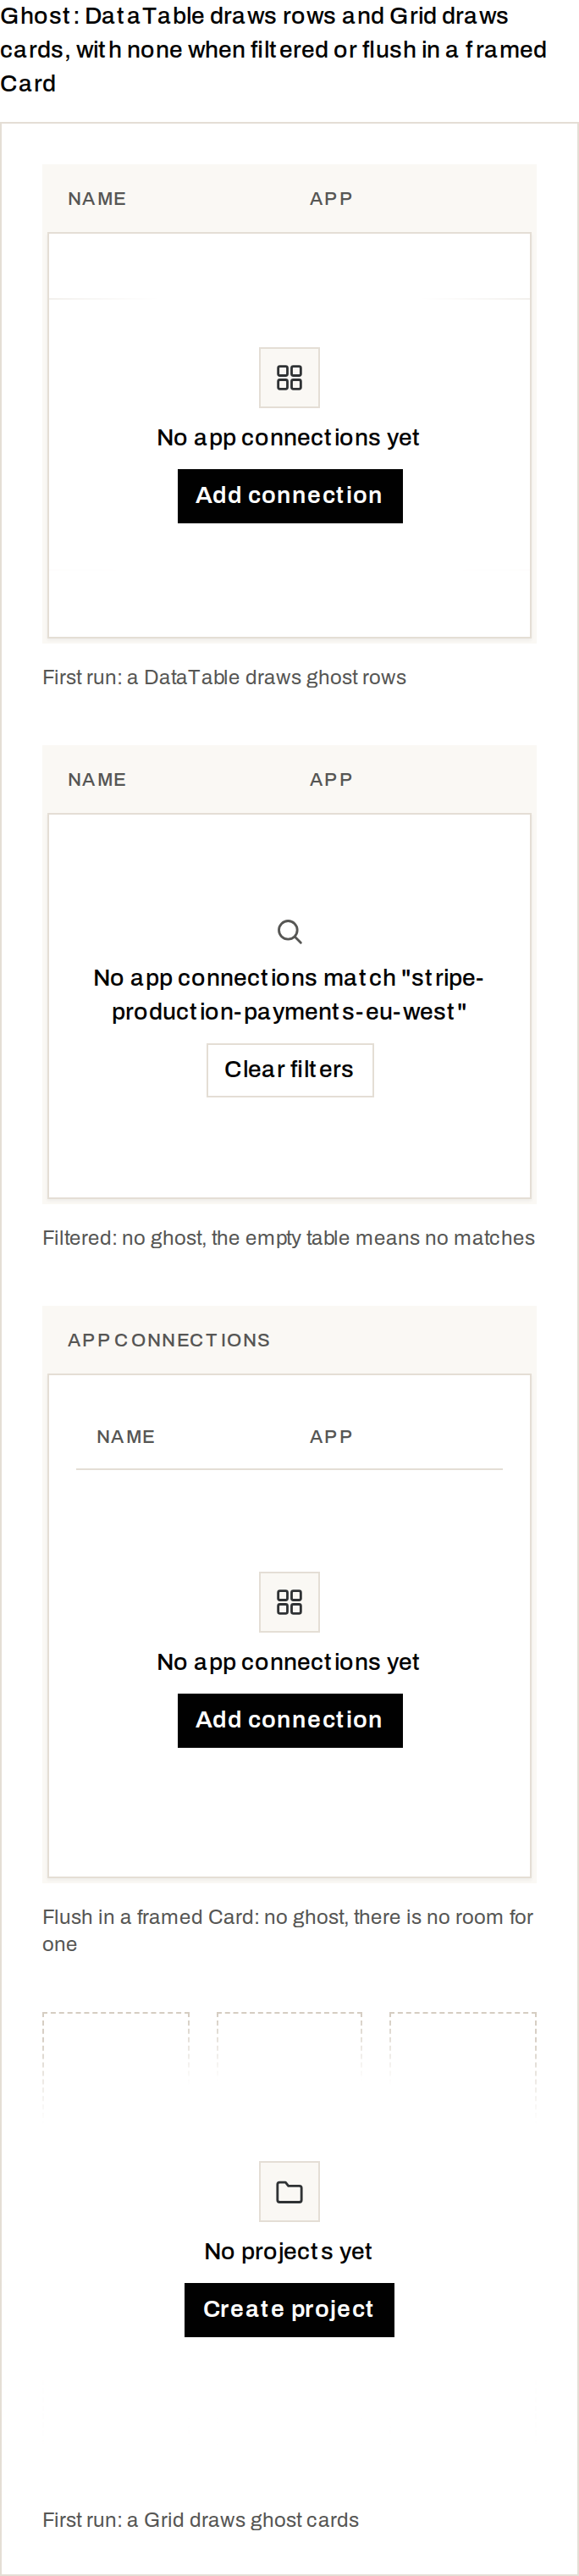 Ghost: DataTable draws rows and Grid draws
cards, with none when filtered or flush in a framed
Card
NAME APP
No app connections yet
Add connection
First run: a DataTable draws ghost rows
NAME APP
No app connections match "stripe-
production-payments-eu-west"
Clear filters
Filtered: no ghost, the empty table means no matches
APP CONNECTIONS
NAME APP
No app connections yet
Add connection
Flush in a framed Card: no ghost, there is no room for
one
No projects yet
Create project
First run: a Grid draws ghost cards